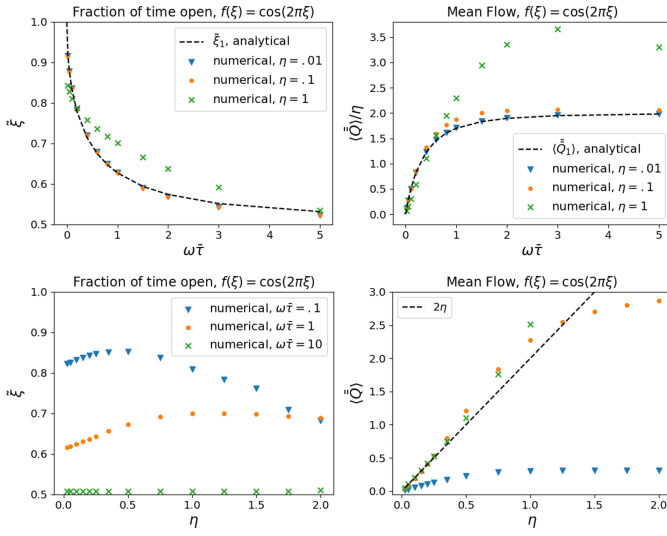 Fraction of time open, f(ξ) = cos(2πξ)
1.0
0.9
0.8
0.7
0.6
0.5
ξ̃
ξ̃₁, analytical
numerical, η = .01
numerical, η = .1
numerical, η = 1
0 1 2 3 4 5
ωτ̄
Mean Flow, f(ξ) = cos(2πξ)
3.5
3.0
2.5
2.0
1.5
1.0
0.5
0.0
⟨Q̿⟩/η
⟨Q̿₁⟩, analytical
numerical, η = .01
numerical, η = .1
numerical, η = 1
0 1 2 3 4 5
ωτ̄
Fraction of time open, f(ξ) = cos(2πξ)
1.0
0.9
0.8
0.7
0.6
0.5
ξ̃
numerical, ωτ̄ = .1
numerical, ωτ̄ = 1
numerical, ωτ̄ = 10
0.0 0.5 1.0 1.5 2.0
η
Mean Flow, f(ξ) = cos(2πξ)
3.0
2.5
2.0
1.5
1.0
0.5
0.0
⟨Q̿⟩
2η
0.0 0.5 1.0 1.5 2.0
η